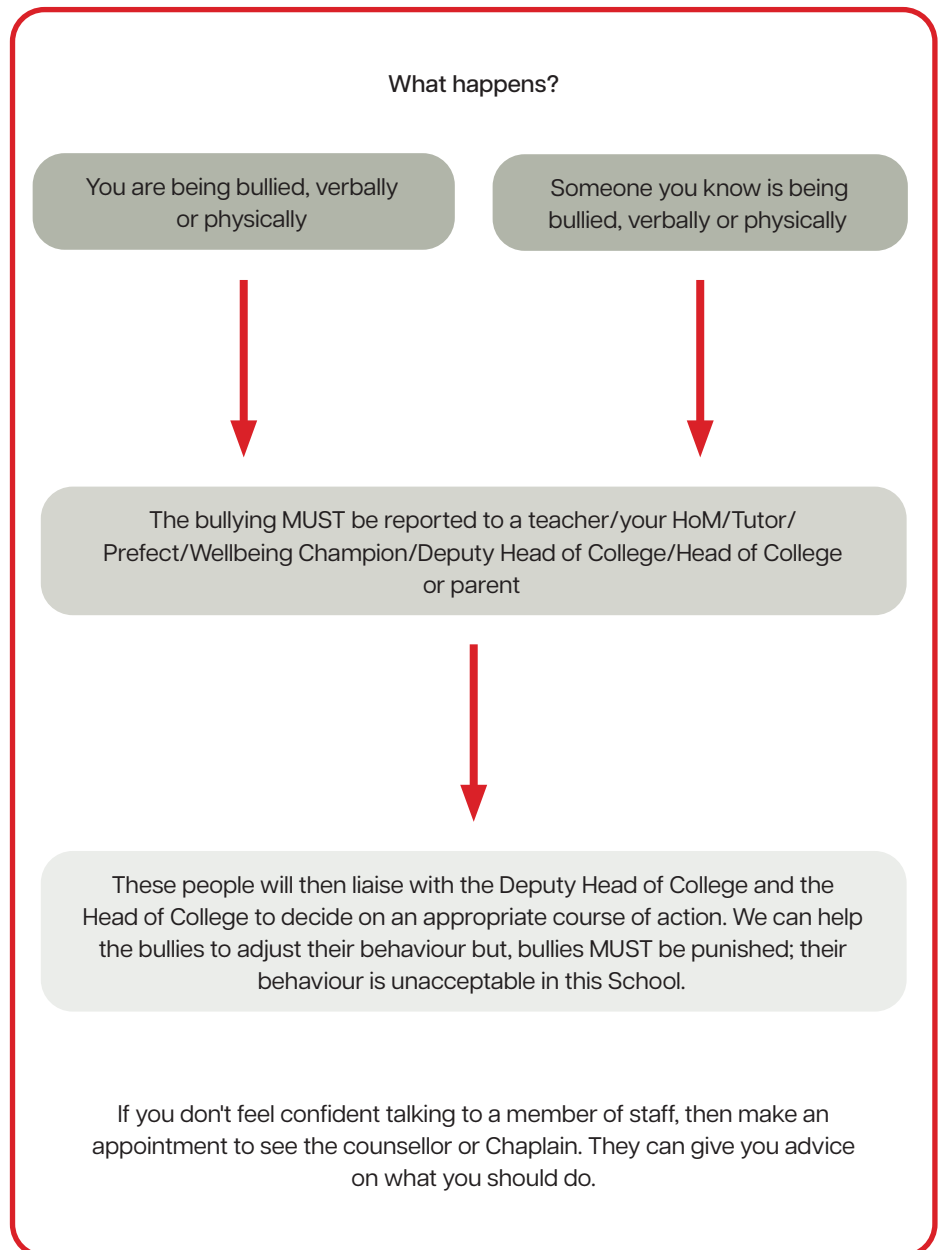 What happens?
You are being bullied, verbally
or physically
Someone you know is being
bullied, verbally or physically
The bullying MUST be reported to a teacher/your HoM/Tutor/
Prefect/Wellbeing Champion/Deputy Head of College/Head of College
or parent
These people will then liaise with the Deputy Head of College and the
Head of College to decide on an appropriate course of action. We can help
the bullies to adjust their behaviour but, bullies MUST be punished; their
behaviour is unacceptable in this School.
If you don't feel confident talking to a member of staff, then make an
appointment to see the counsellor or Chaplain. They can give you advice
on what you should do.